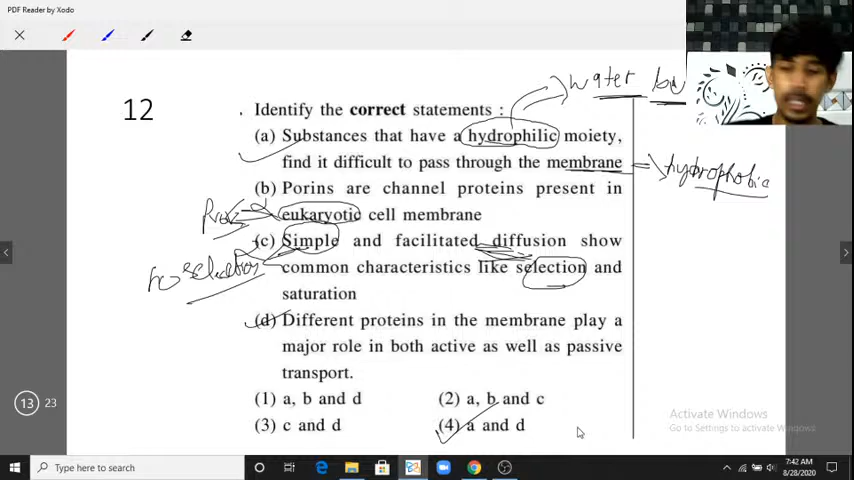 PDF Reader by Xodo
12
water
. Identify the correct statements :
(a) Substances that have a hydrophilic moiety,
find it difficult to pass through the membrane
hydrophobic
(b) Porins are channel proteins present in
eukaryotic cell membrane
(c) Simple and facilitated diffusion show
no selection
common characteristics like selection and
saturation
(d) Different proteins in the membrane play a
major role in both active as well as passive
transport.
(1) a, b and d
(2) a, b and c
(3) c and d
(4) a and d
13 23
Activate Windows
Go to Settings to activate Windows.
Type here to search
7:42 AM
8/28/2020